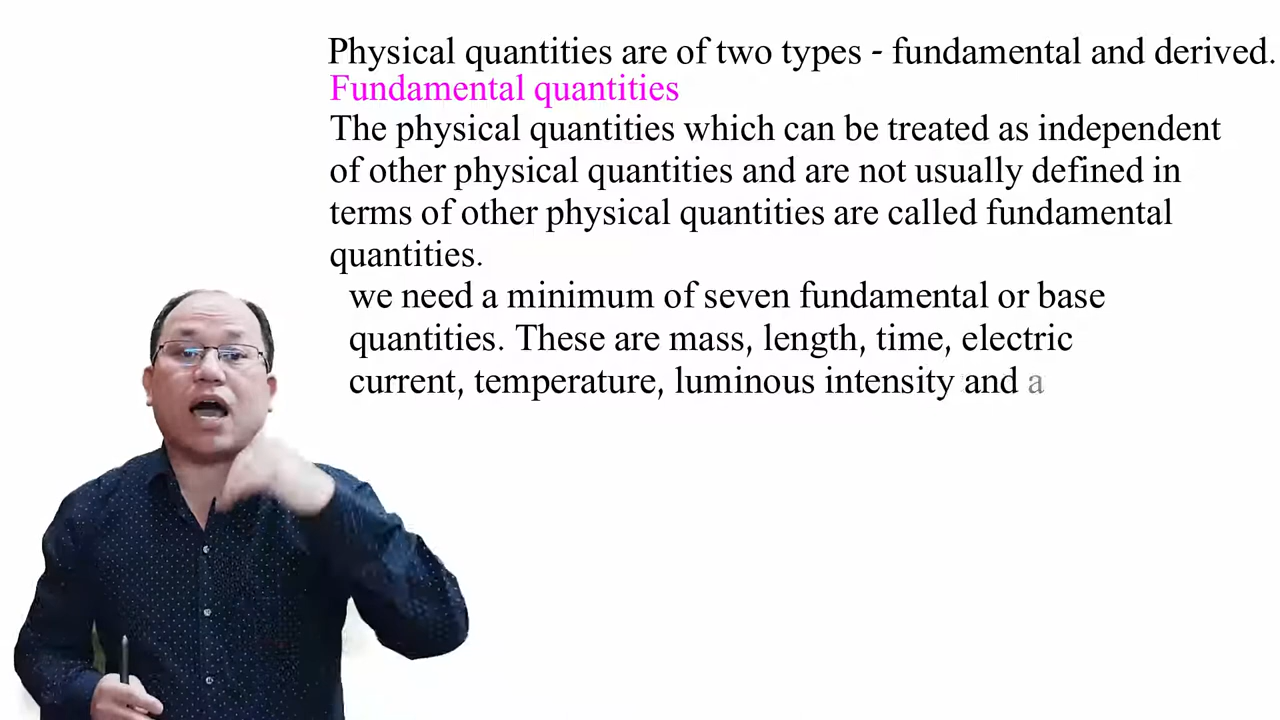 Physical quantities are of two types - fundamental and derived.
Fundamental quantities
The physical quantities which can be treated as independent
of other physical quantities and are not usually defined in
terms of other physical quantities are called fundamental
quantities.
we need a minimum of seven fundamental or base
quantities. These are mass, length, time, electric
current, temperature, luminous intensity and a